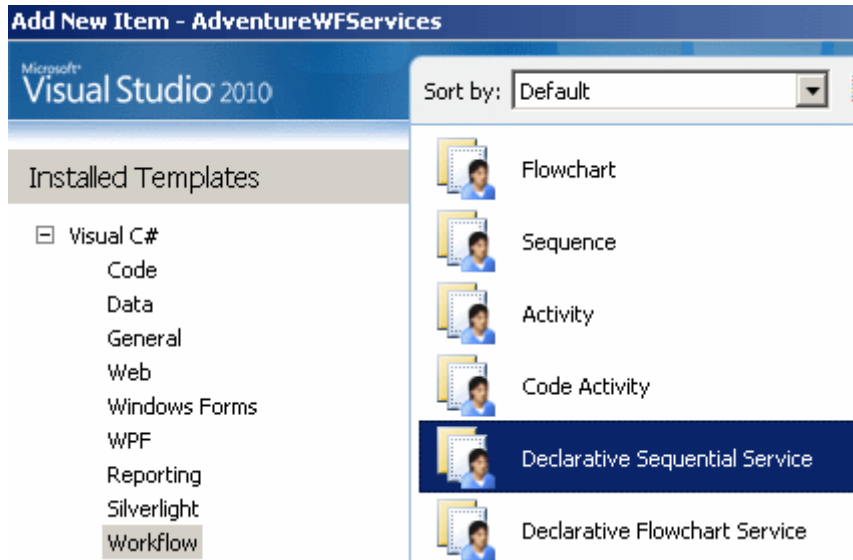 Add New Item - AdventureWFServices
Microsoft
Visual Studio 2010
Sort by: Default
Installed Templates
Visual C#
Code
Data
General
Web
Windows Forms
WPF
Reporting
Silverlight
Workflow
Flowchart
Sequence
Activity
Code Activity
Declarative Sequential Service
Declarative Flowchart Service